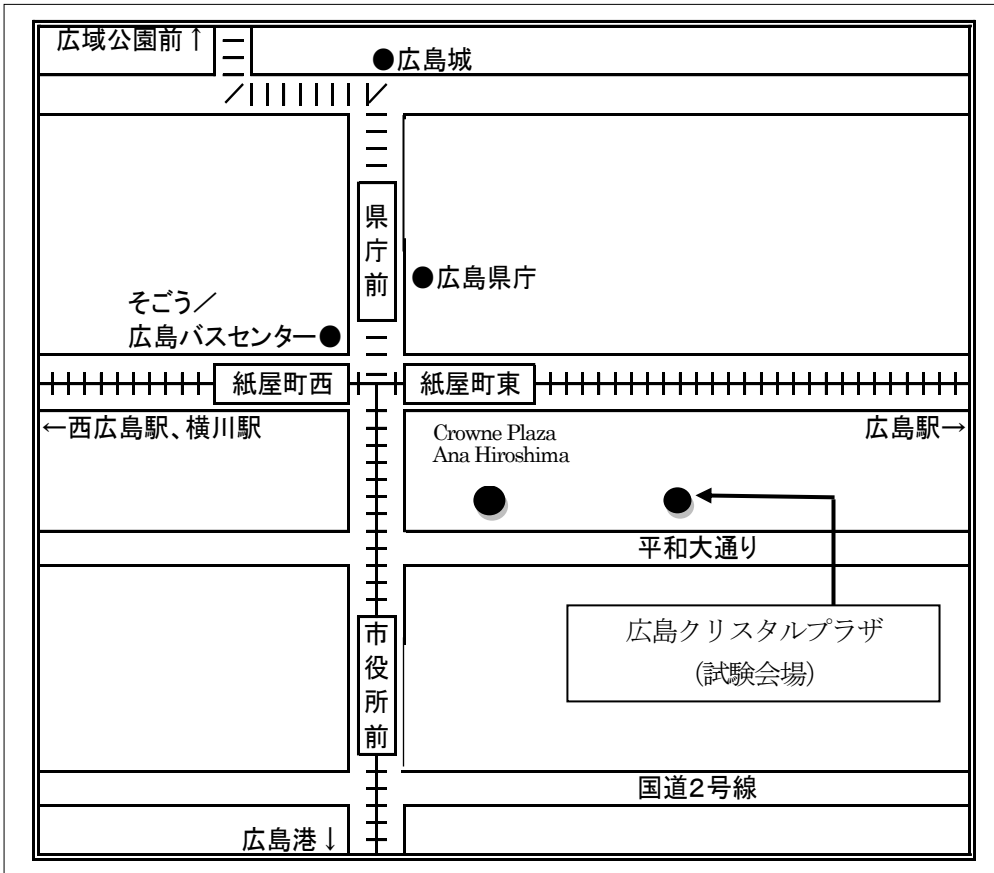 広域公園前↑
●広島城
県庁前
●広島県庁
そごう／
広島バスセンター●
紙屋町西
紙屋町東
←西広島駅、横川駅
広島駅→
Crowne Plaza
Ana Hiroshima
平和大通り
広島クリスタルプラザ
(試験会場)
市役所前
国道２号線
広島港↓